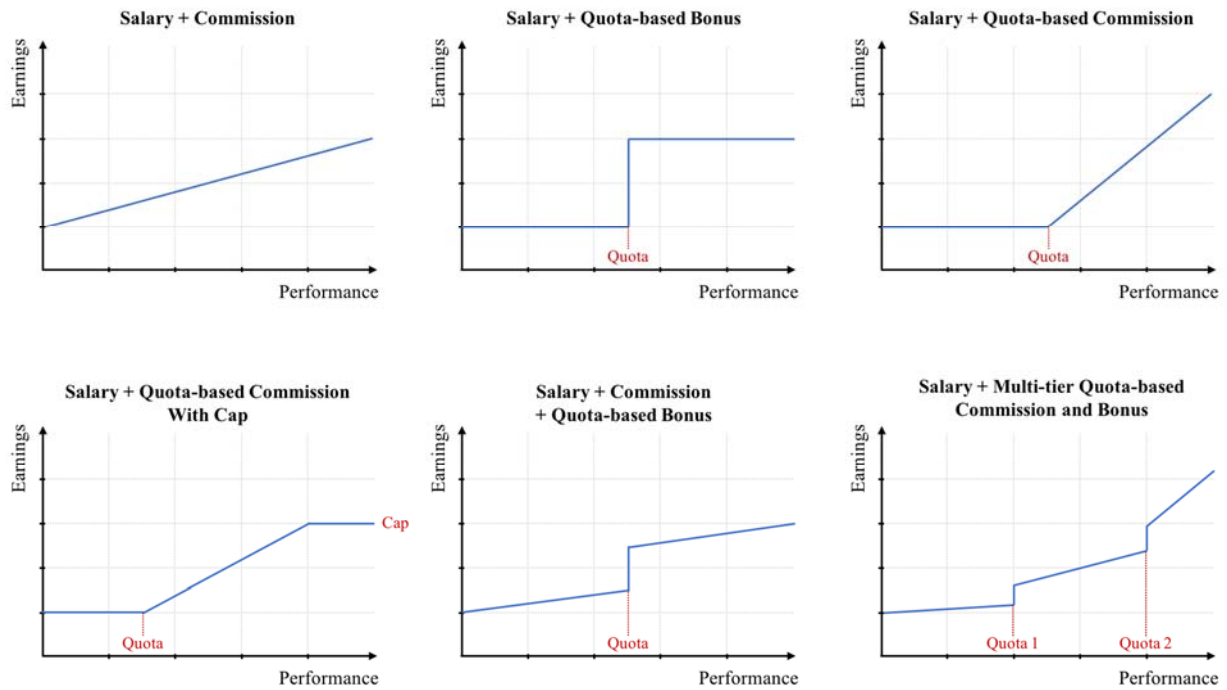 Salary + Commission
Earnings
Performance
Salary + Quota-based Bonus
Earnings
Quota
Performance
Salary + Quota-based Commission
Earnings
Quota
Performance
Salary + Quota-based Commission
With Cap
Earnings
Cap
Quota
Performance
Salary + Commission
+ Quota-based Bonus
Earnings
Quota
Performance
Salary + Multi-tier Quota-based
Commission and Bonus
Earnings
Quota 1
Quota 2
Performance